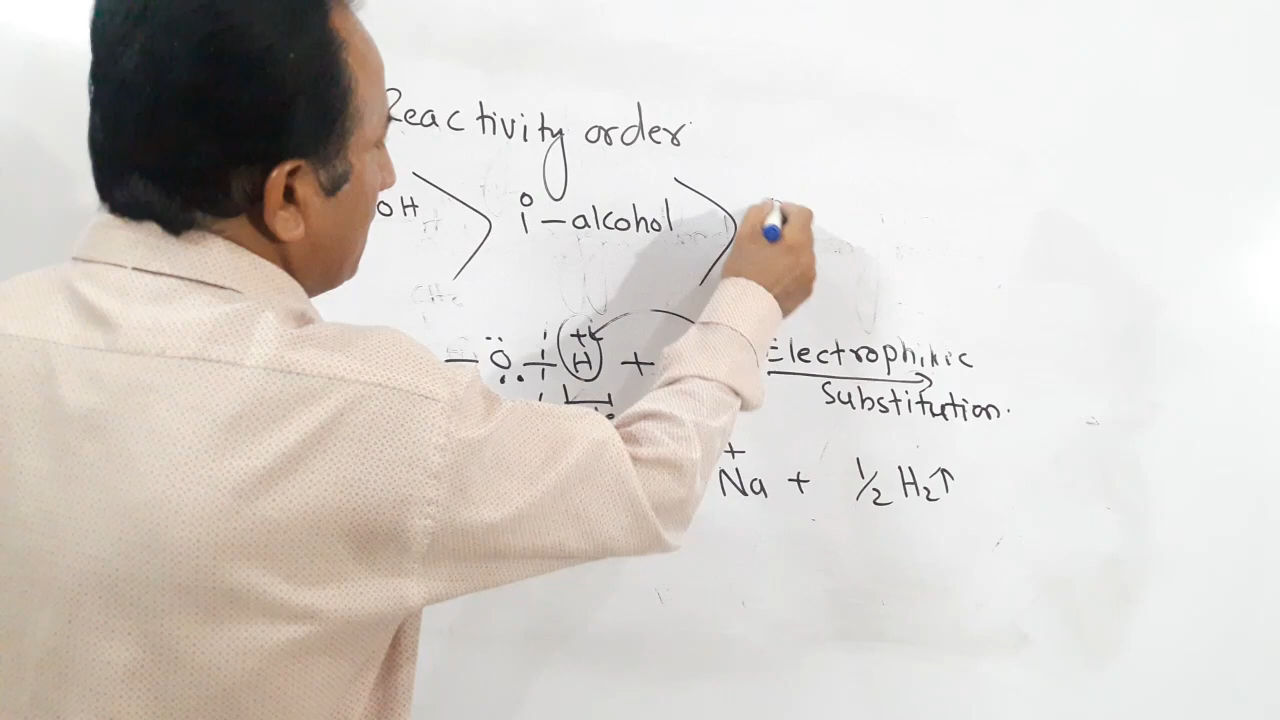 Reactivity order
OH > i° - alcohol >
- Ö - H + Electrophilic
Substitution.
Na⁺ + ½ H₂↑